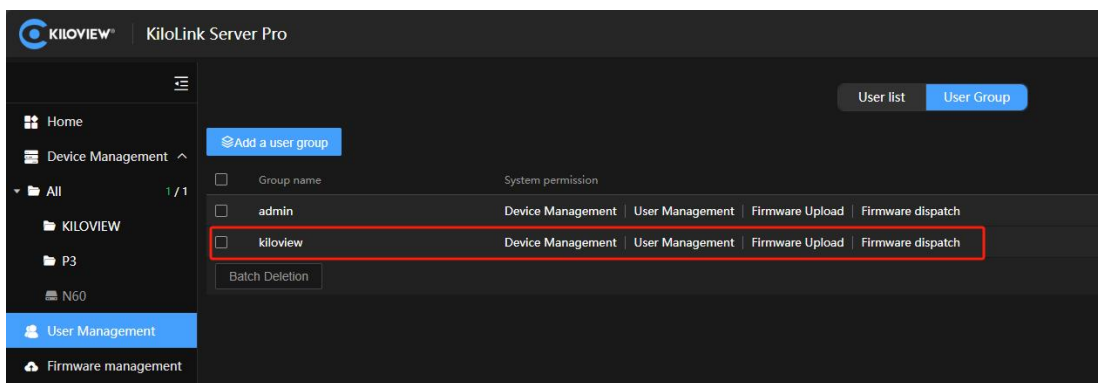 KILOVIEW® KiloLink Server Pro
User list User Group
Home
Add a user group
Device Management
Group name System permission
All 1 / 1
admin Device Management | User Management | Firmware Upload | Firmware dispatch
KILOVIEW
kiloview Device Management | User Management | Firmware Upload | Firmware dispatch
P3
Batch Deletion
N60
User Management
Firmware management